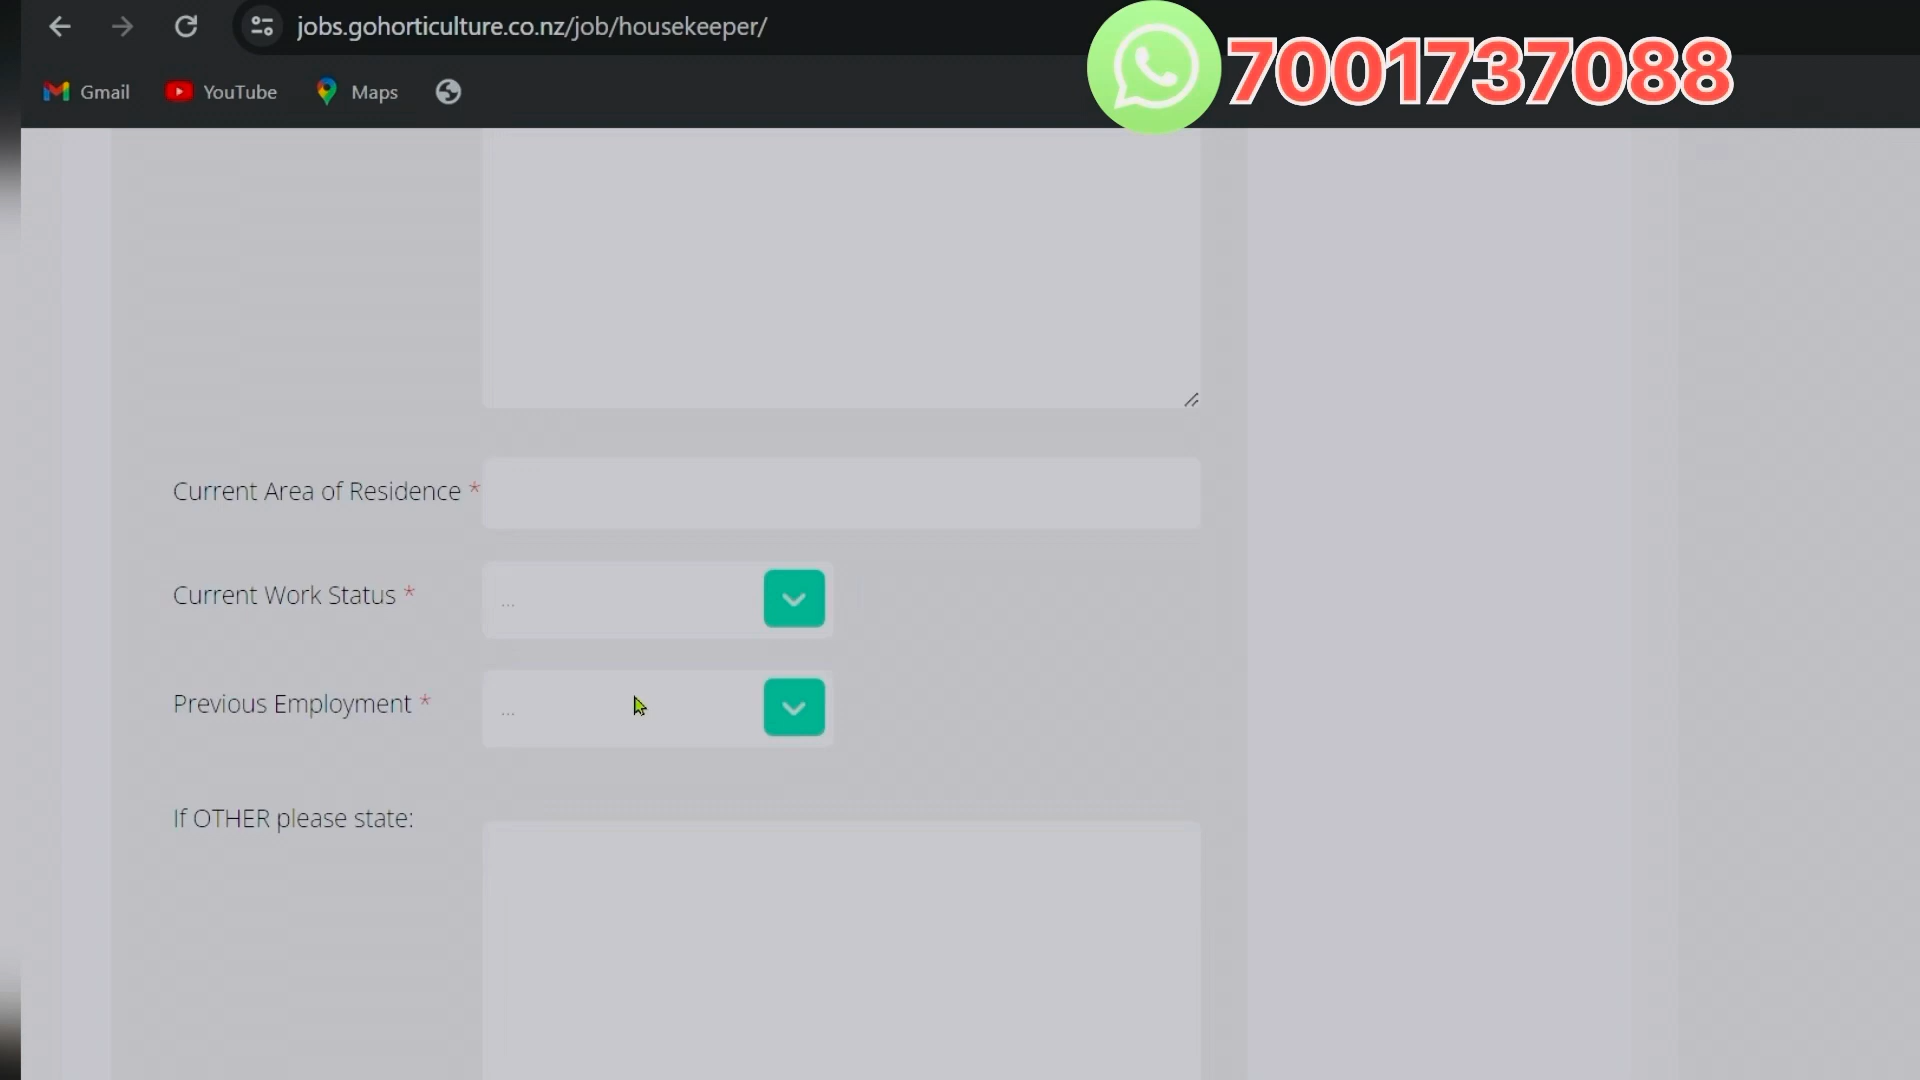 jobs.gohorticulture.co.nz/job/housekeeper/
7001737088
Gmail
YouTube
Maps
Current Area of Residence *
Current Work Status *
...
Previous Employment *
...
If OTHER please state: